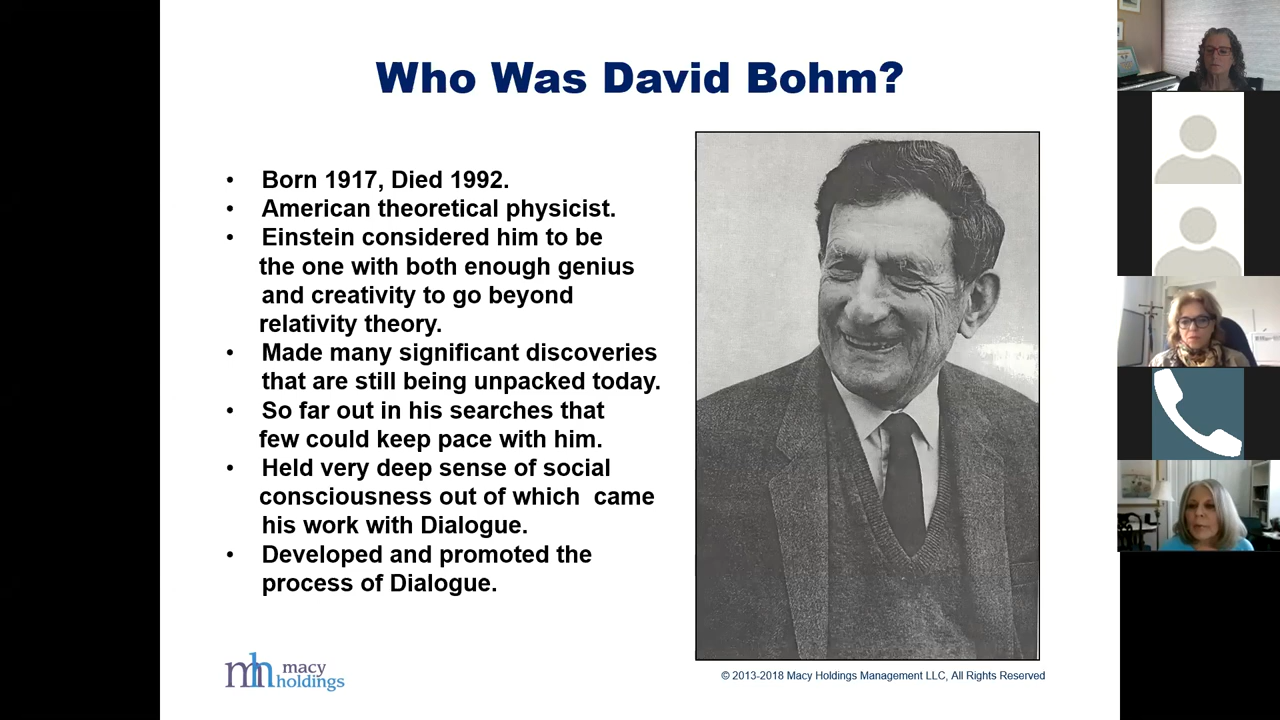 Who Was David Bohm?
• Born 1917, Died 1992.
• American theoretical physicist.
• Einstein considered him to be
the one with both enough genius
and creativity to go beyond
relativity theory.
• Made many significant discoveries
that are still being unpacked today.
• So far out in his searches that
few could keep pace with him.
• Held very deep sense of social
consciousness out of which came
his work with Dialogue.
• Developed and promoted the
process of Dialogue.
mh macy
holdings
© 2013-2018 Macy Holdings Management LLC, All Rights Reserved